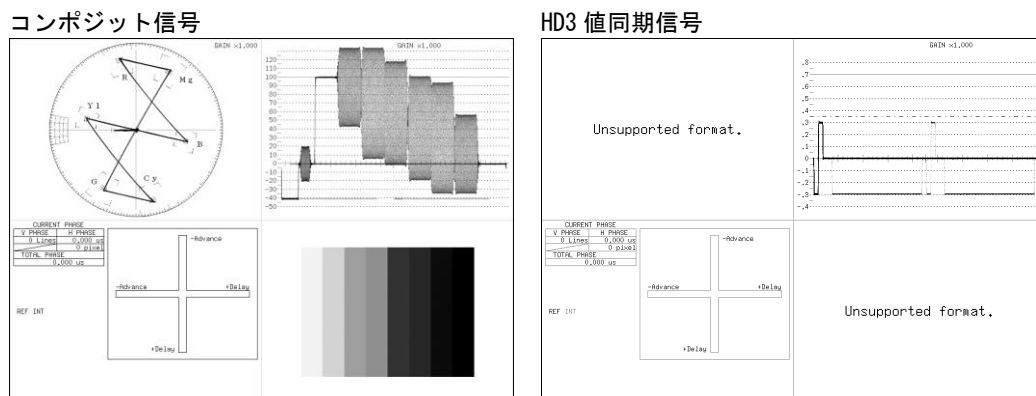 コンポジット信号
GAIN x1.000
R
Mg
Yl
B
G
Cy
GAIN x1.000
120
110
100
90
80
70
60
50
40
30
20
10
0
-10
-20
-30
-40
-50
CURRENT PHASE
V PHASE H PHASE
0 Lines 0.000 us
0 pixel
TOTAL PHASE
0.000 us
REF INT
-Advance
-Advance
+Delay
+Delay
HD3 値同期信号
Unsupported format.
GAIN x1.000
.8
.7
.6
.5
.4
.3
.2
.1
0
-.1
-.2
-.3
-.4
CURRENT PHASE
V PHASE H PHASE
0 Lines 0.000 us
0 pixel
TOTAL PHASE
0.000 us
REF INT
-Advance
-Advance
+Delay
+Delay
Unsupported format.